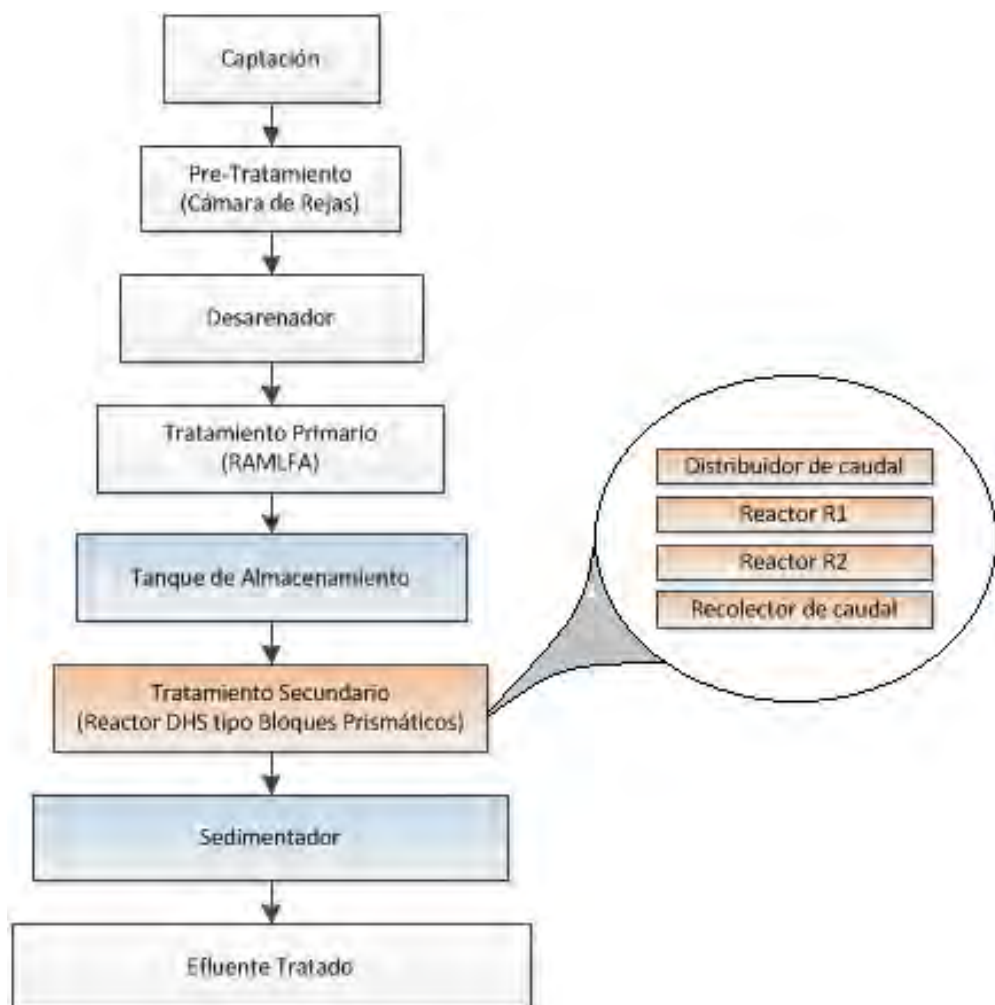 Captación
Pre-Tratamiento
(Cámara de Rejas)
Desarenador
Tratamiento Primario
(RAMLFA)
Tanque de Almacenamiento
Tratamiento Secundario
(Reactor DHS tipo Bloques Prismáticos)
Sedimentador
Efluente Tratado
Distribuidor de caudal
Reactor R1
Reactor R2
Recolector de caudal